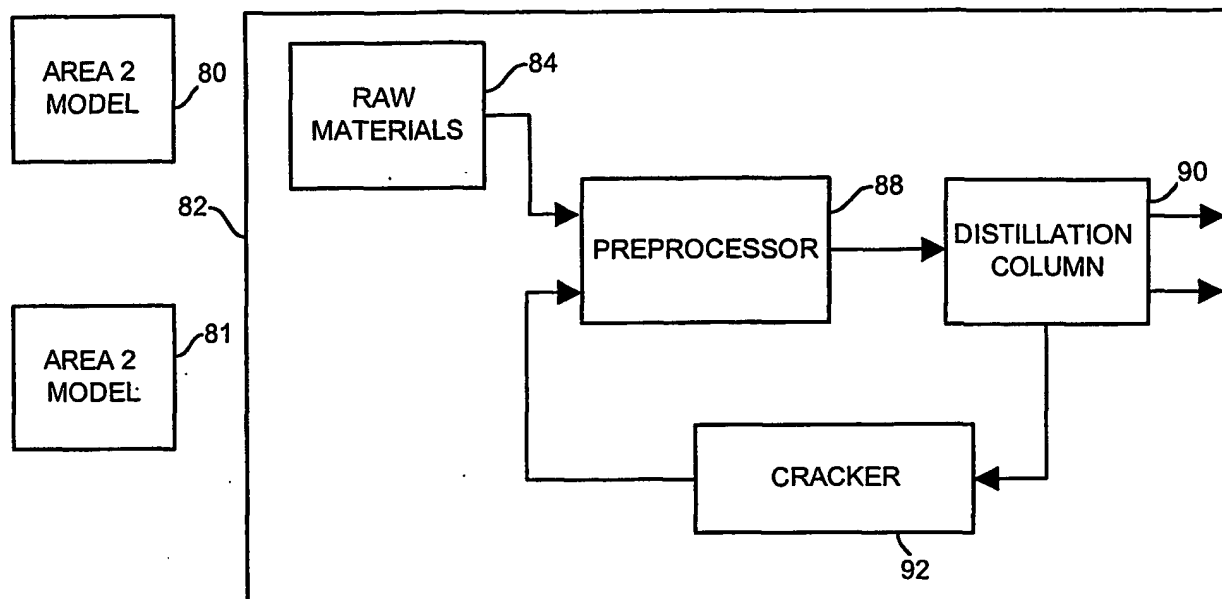 AREA 2
MODEL
80
82
RAW
MATERIALS
84
PREPROCESSOR
88
DISTILLATION
COLUMN
90
AREA 2
MODEL
81
CRACKER
92